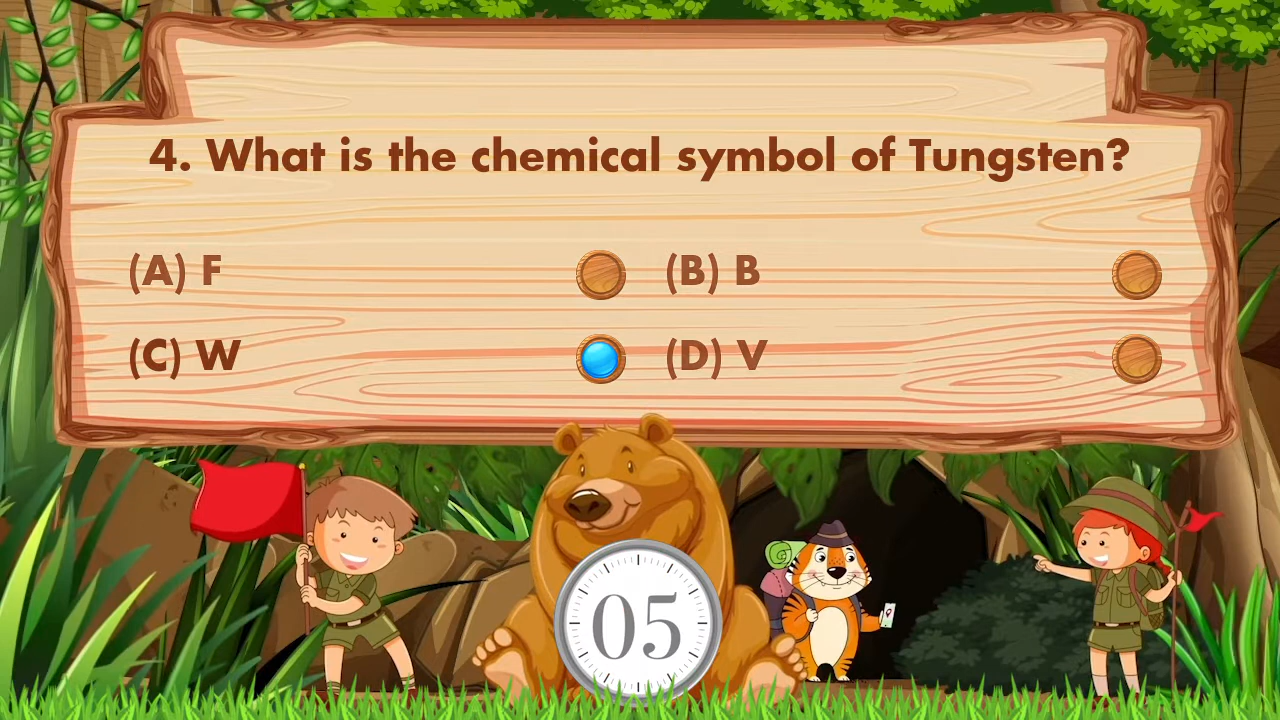 4. What is the chemical symbol of Tungsten?
(A) F (B) B
(C) W (D) V
05